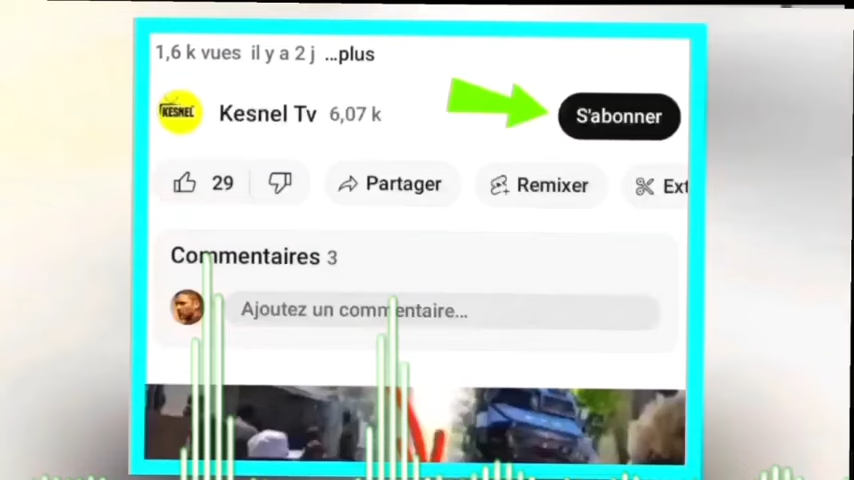 1,6 k vues il y a 2 j ...plus
KESNEL
Kesnel Tv 6,07 k
S'abonner
29
Partager
Remixer
Ext
Commentaires 3
Ajoutez un commentaire...